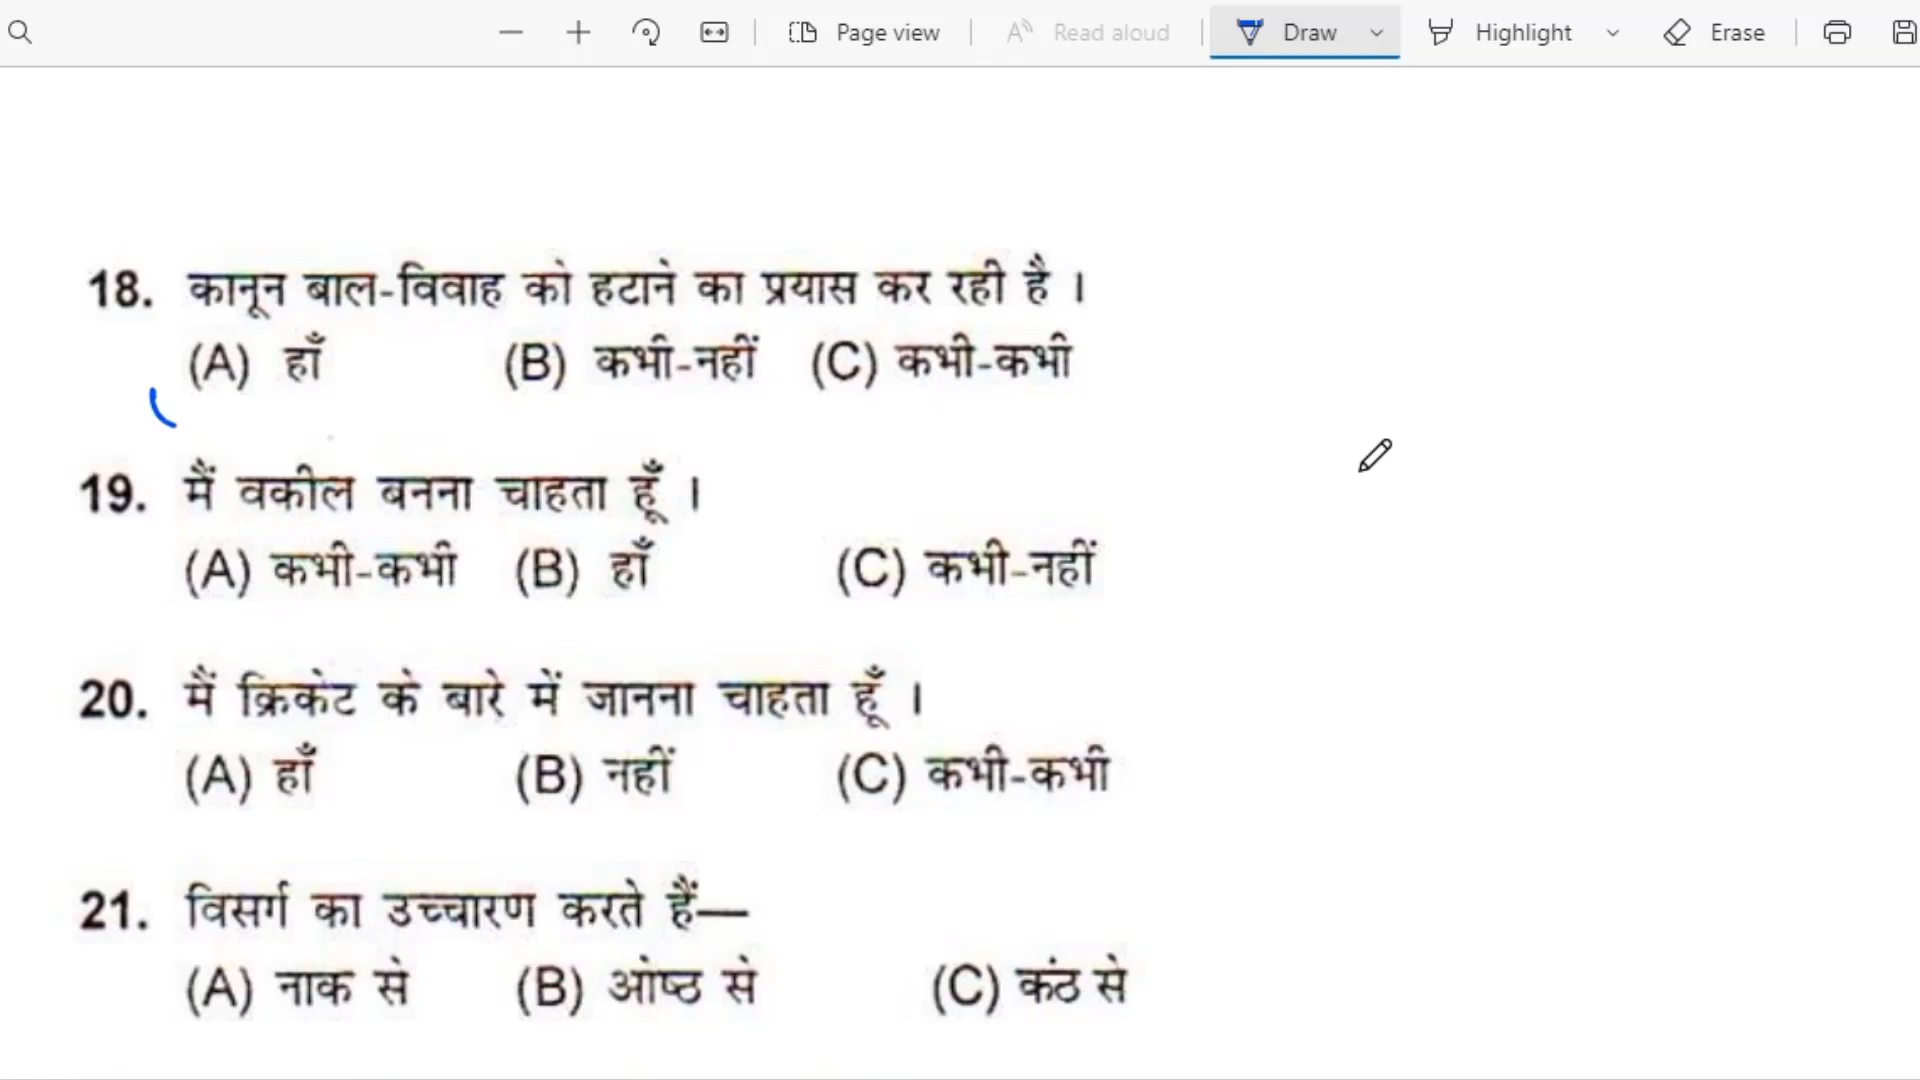 Page view
Read aloud
Draw
Highlight
Erase
18. कानून बाल-विवाह को हटाने का प्रयास कर रही है ।
(A) हाँ (B) कभी-नहीं (C) कभी-कभी
19. मैं वकील बनना चाहता हूँ ।
(A) कभी-कभी (B) हाँ (C) कभी-नहीं
20. मैं क्रिकेट के बारे में जानना चाहता हूँ ।
(A) हाँ (B) नहीं (C) कभी-कभी
21. विसर्ग का उच्चारण करते हैं—
(A) नाक से (B) ओष्ठ से (C) कंठ से